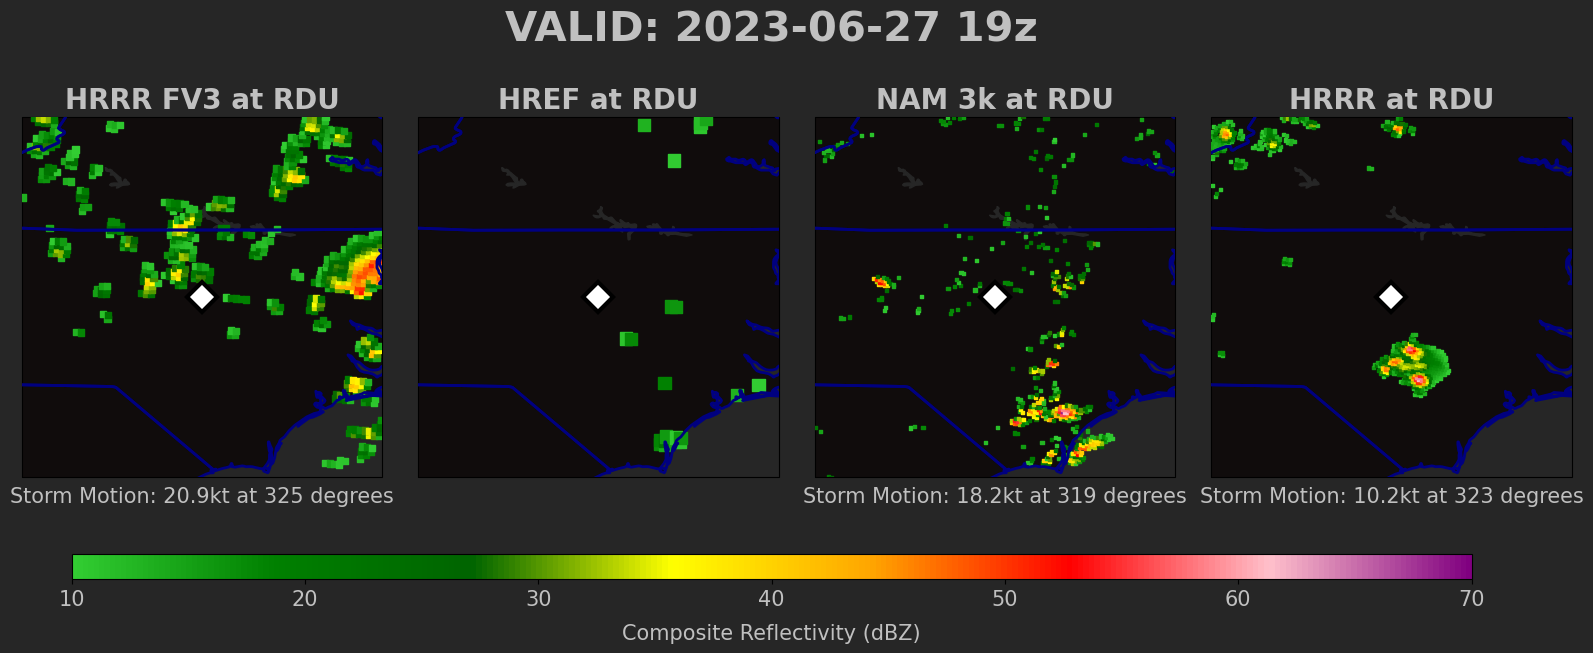 VALID: 2023-06-27 19z
HRRR FV3 at RDU
HREF at RDU
NAM 3k at RDU
HRRR at RDU
Storm Motion: 20.9kt at 325 degrees
Storm Motion: 18.2kt at 319 degrees
Storm Motion: 10.2kt at 323 degrees
10 20 30 40 50 60 70
Composite Reflectivity (dBZ)